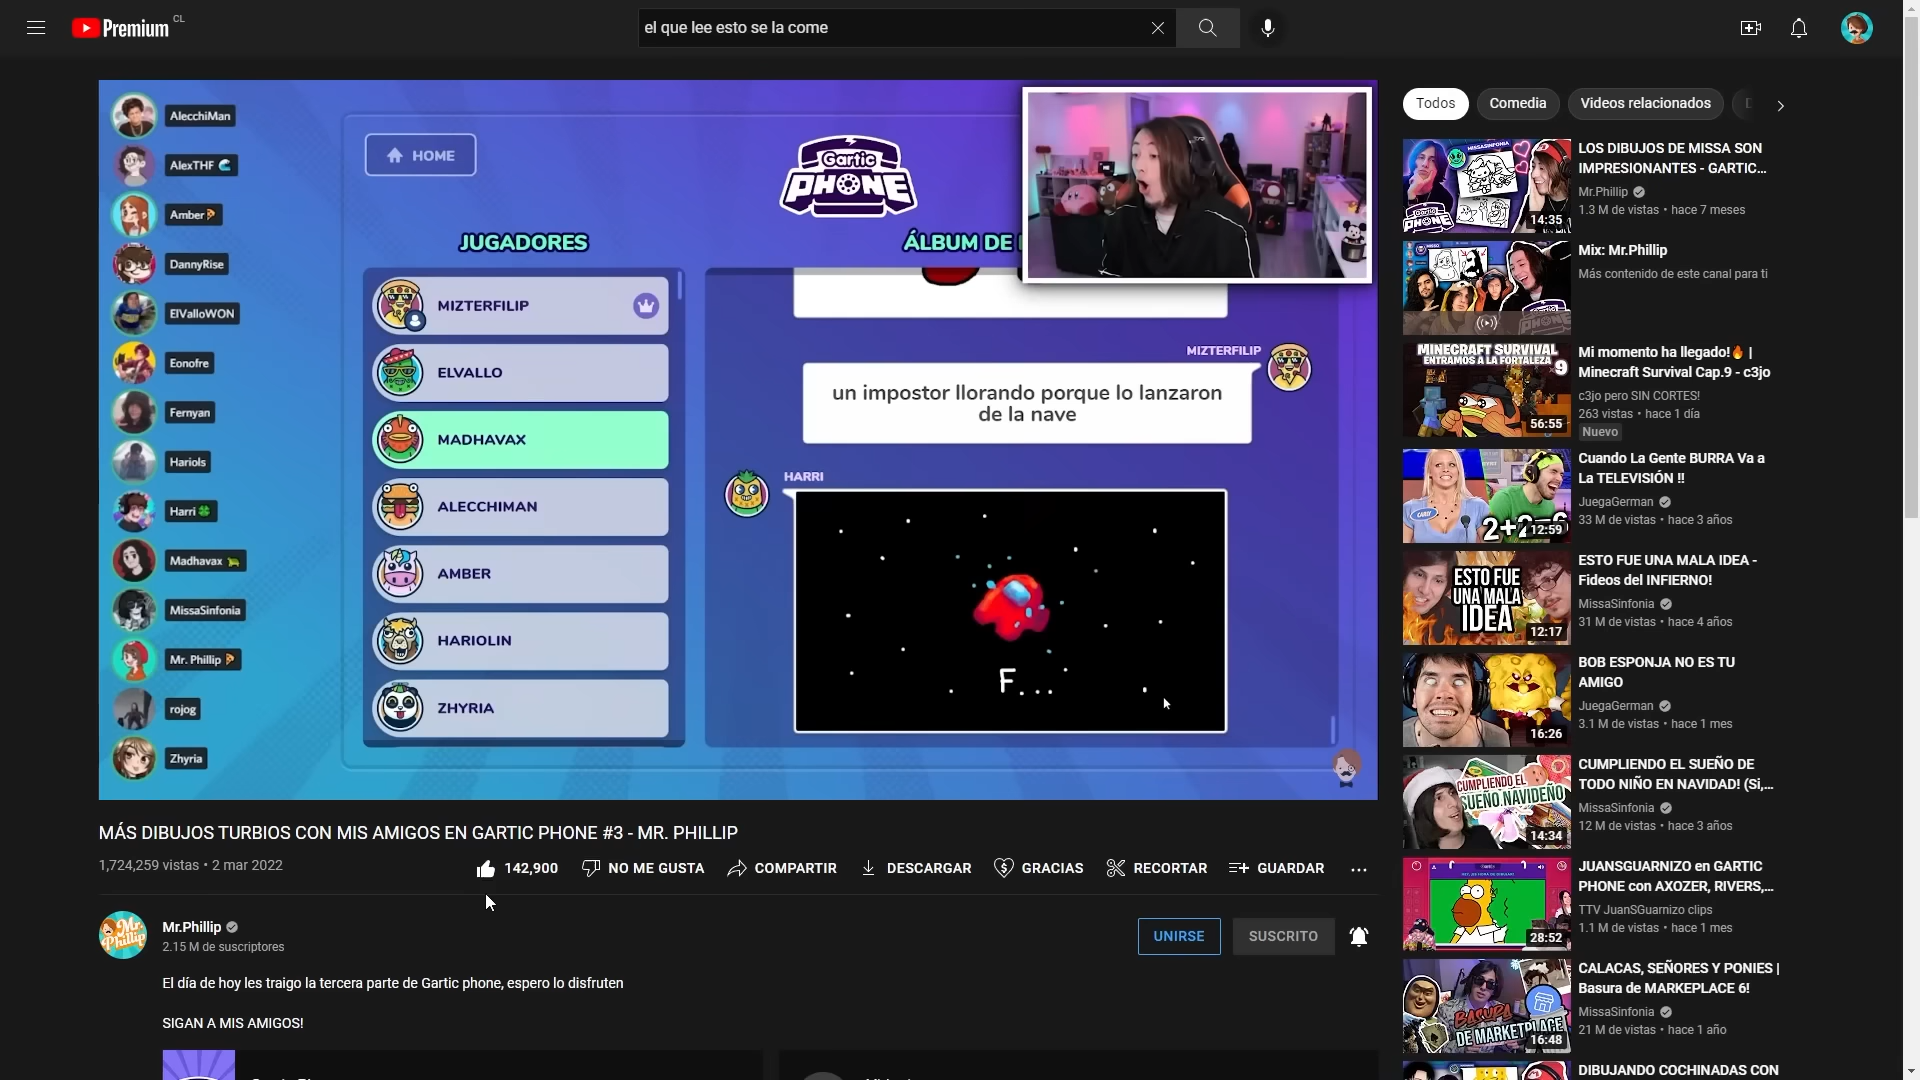 Premium CL
el que lee esto se la come
AlecchiMan
AlexTHF
Amber
DannyRise
ElValloWON
Eonofre
Fernyan
Hariols
Harri
Madhavax
MissaSinfonia
Mr. Phillip
rojog
Zhyria
HOME
Gartic
PHONE
JUGADORES
ÁLBUM DE
MIZTERFILIP
ELVALLO
MADHAVAX
ALECCHIMAN
AMBER
HARIOLIN
ZHYRIA
MIZTERFILIP
un impostor llorando porque lo lanzaron
de la nave
HARRI
F...
MÁS DIBUJOS TURBIOS CON MIS AMIGOS EN GARTIC PHONE #3 - MR. PHILLIP
1,724,259 vistas • 2 mar 2022
142,900 NO ME GUSTA COMPARTIR DESCARGAR GRACIAS RECORTAR GUARDAR ...
Mr.Phillip
2.15 M de suscriptores
UNIRSE SUSCRITO
El día de hoy les traigo la tercera parte de Gartic phone, espero lo disfruten
SIGAN A MIS AMIGOS!
Todos Comedia Videos relacionados
MISSASINFONIA
Gartic
PHONE
14:35
LOS DIBUJOS DE MISSA SON
IMPRESIONANTES - GARTIC...
Mr.Phillip
1.3 M de vistas • hace 7 meses
Mix: Mr.Phillip
Más contenido de este canal para ti
MINECRAFT SURVIVAL
ENTRAMOS A LA FORTALEZA
9
56:55
Mi momento ha llegado!🔥 |
Minecraft Survival Cap.9 - c3jo
c3jo pero SIN CORTES!
263 vistas • hace 1 día
Nuevo
CARLY
2+2=6
12:59
Cuando La Gente BURRA Va a
La TELEVISIÓN !!
JuegaGerman
33 M de vistas • hace 3 años
ESTO FUE
UNA MALA
IDEA
12:17
ESTO FUE UNA MALA IDEA -
Fideos del INFIERNO!
MissaSinfonia
31 M de vistas • hace 4 años
16:26
BOB ESPONJA NO ES TU
AMIGO
JuegaGerman
3.1 M de vistas • hace 1 mes
CUMPLIENDO EL
SUEÑO NAVIDEÑO
14:34
CUMPLIENDO EL SUEÑO DE
TODO NIÑO EN NAVIDAD! (Si,...
MissaSinfonia
12 M de vistas • hace 3 años
28:52
JUANSGUARNIZO en GARTIC
PHONE con AXOZER, RIVERS,...
TTV JuanSGuarnizo clips
1.1 M de vistas • hace 1 mes
BASURA
DE MARKETPLACE
16:48
CALACAS, SEÑORES Y PONIES |
Basura de MARKEPLACE 6!
MissaSinfonia
21 M de vistas • hace 1 año
DIBUJANDO COCHINADAS CON